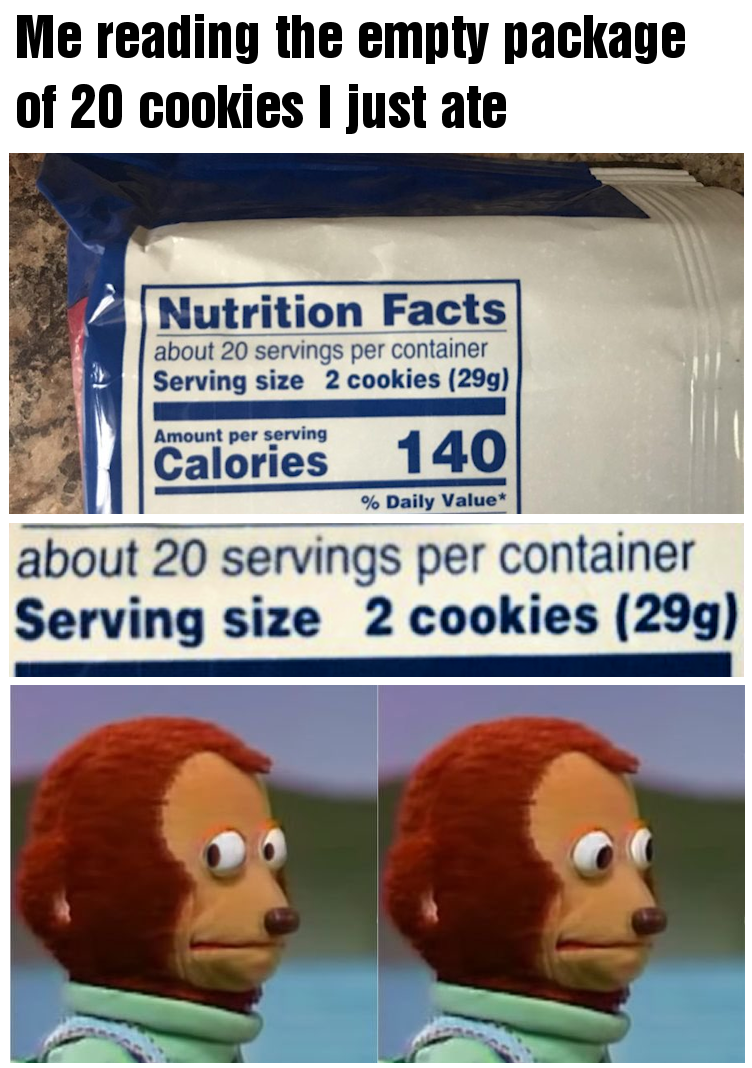 Me reading the empty package
of 20 cookies I just ate
Nutrition Facts
about 20 servings per container
Serving size 2 cookies (29g)
Amount per serving
Calories 140
% Daily Value*
about 20 servings per container
Serving size 2 cookies (29g)